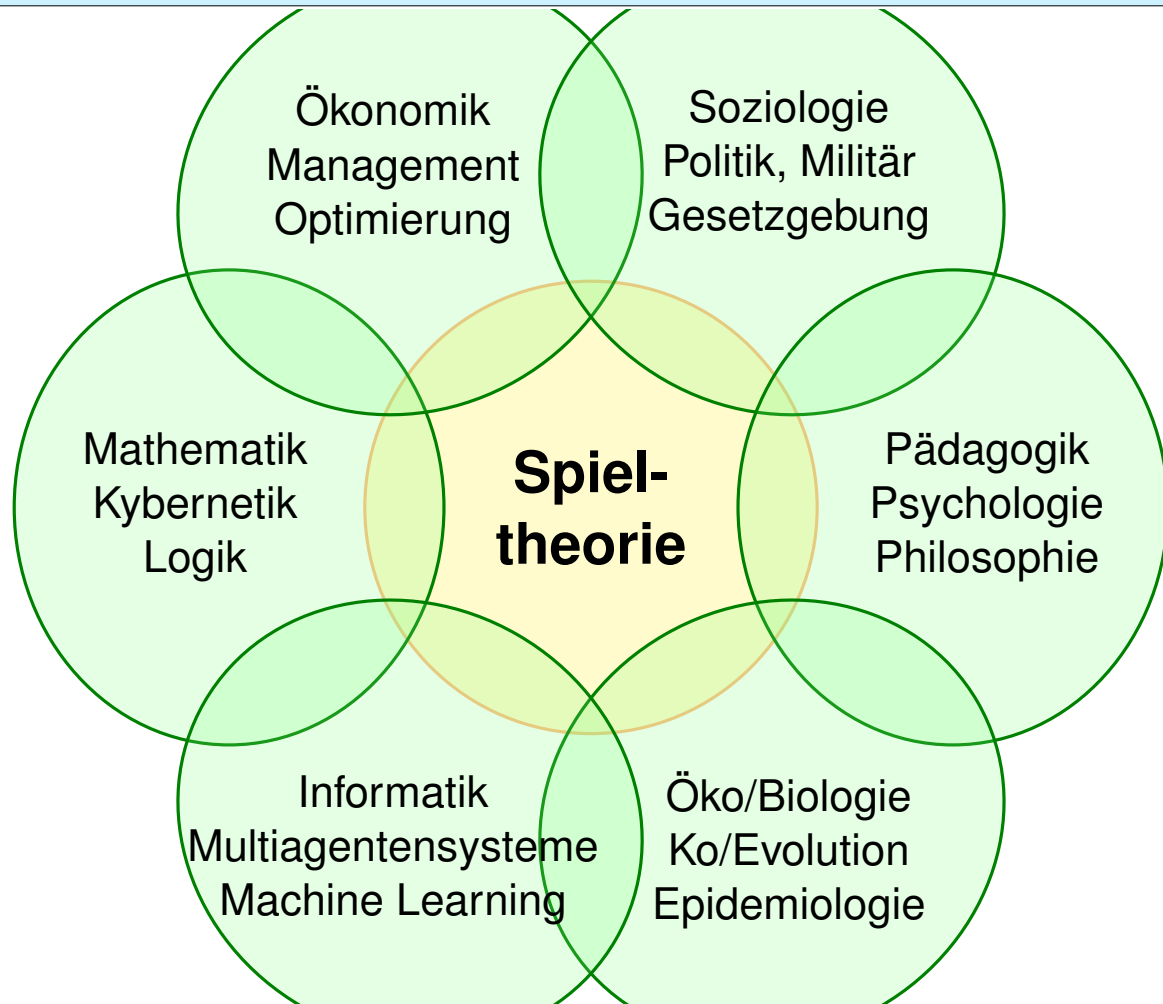 Ökonomik
Management
Optimierung
Soziologie
Politik, Militär
Gesetzgebung
Mathematik
Kybernetik
Logik
Spiel-
theorie
Pädagogik
Psychologie
Philosophie
Informatik
Multiagentensysteme
Machine Learning
Öko/Biologie
Ko/Evolution
Epidemiologie